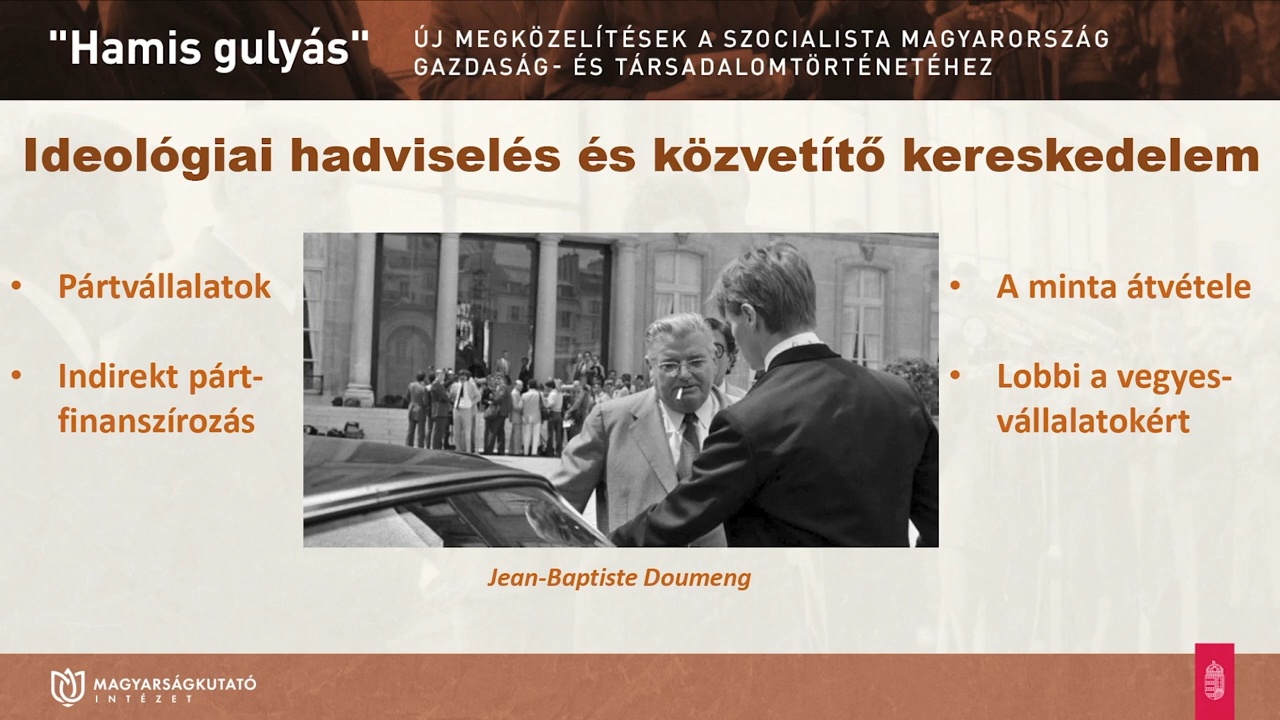 "Hamis gulyás"
ÚJ MEGKÖZELÍTÉSEK A SZOCIALISTA MAGYARORSZÁG
GAZDASÁG- ÉS TÁRSADALOMTÖRTÉNETÉHEZ
Ideológiai hadviselés és közvetítő kereskedelem
• Pártvállalatok
• Indirekt párt-
finanszírozás
• A minta átvétele
• Lobbi a vegyes-
vállalatokért
Jean-Baptiste Doumeng
MAGYARSÁGKUTATÓ
INTÉZET